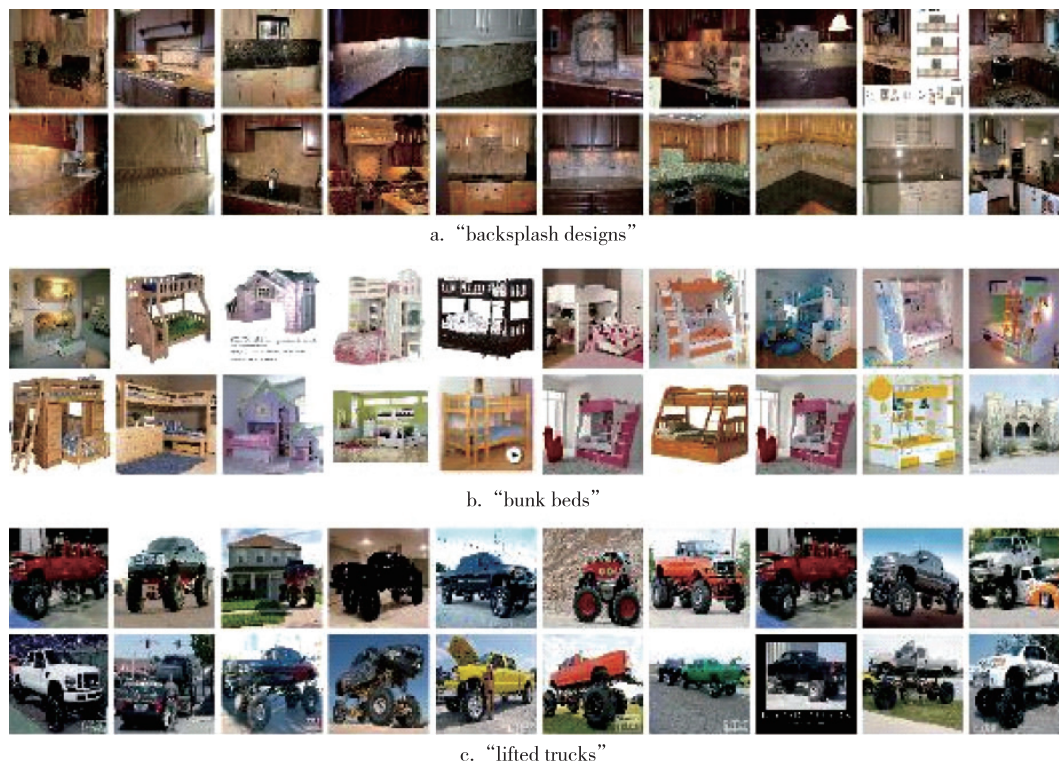 a. “backsplash designs”
b. “bunk beds”
c. “lifted trucks”